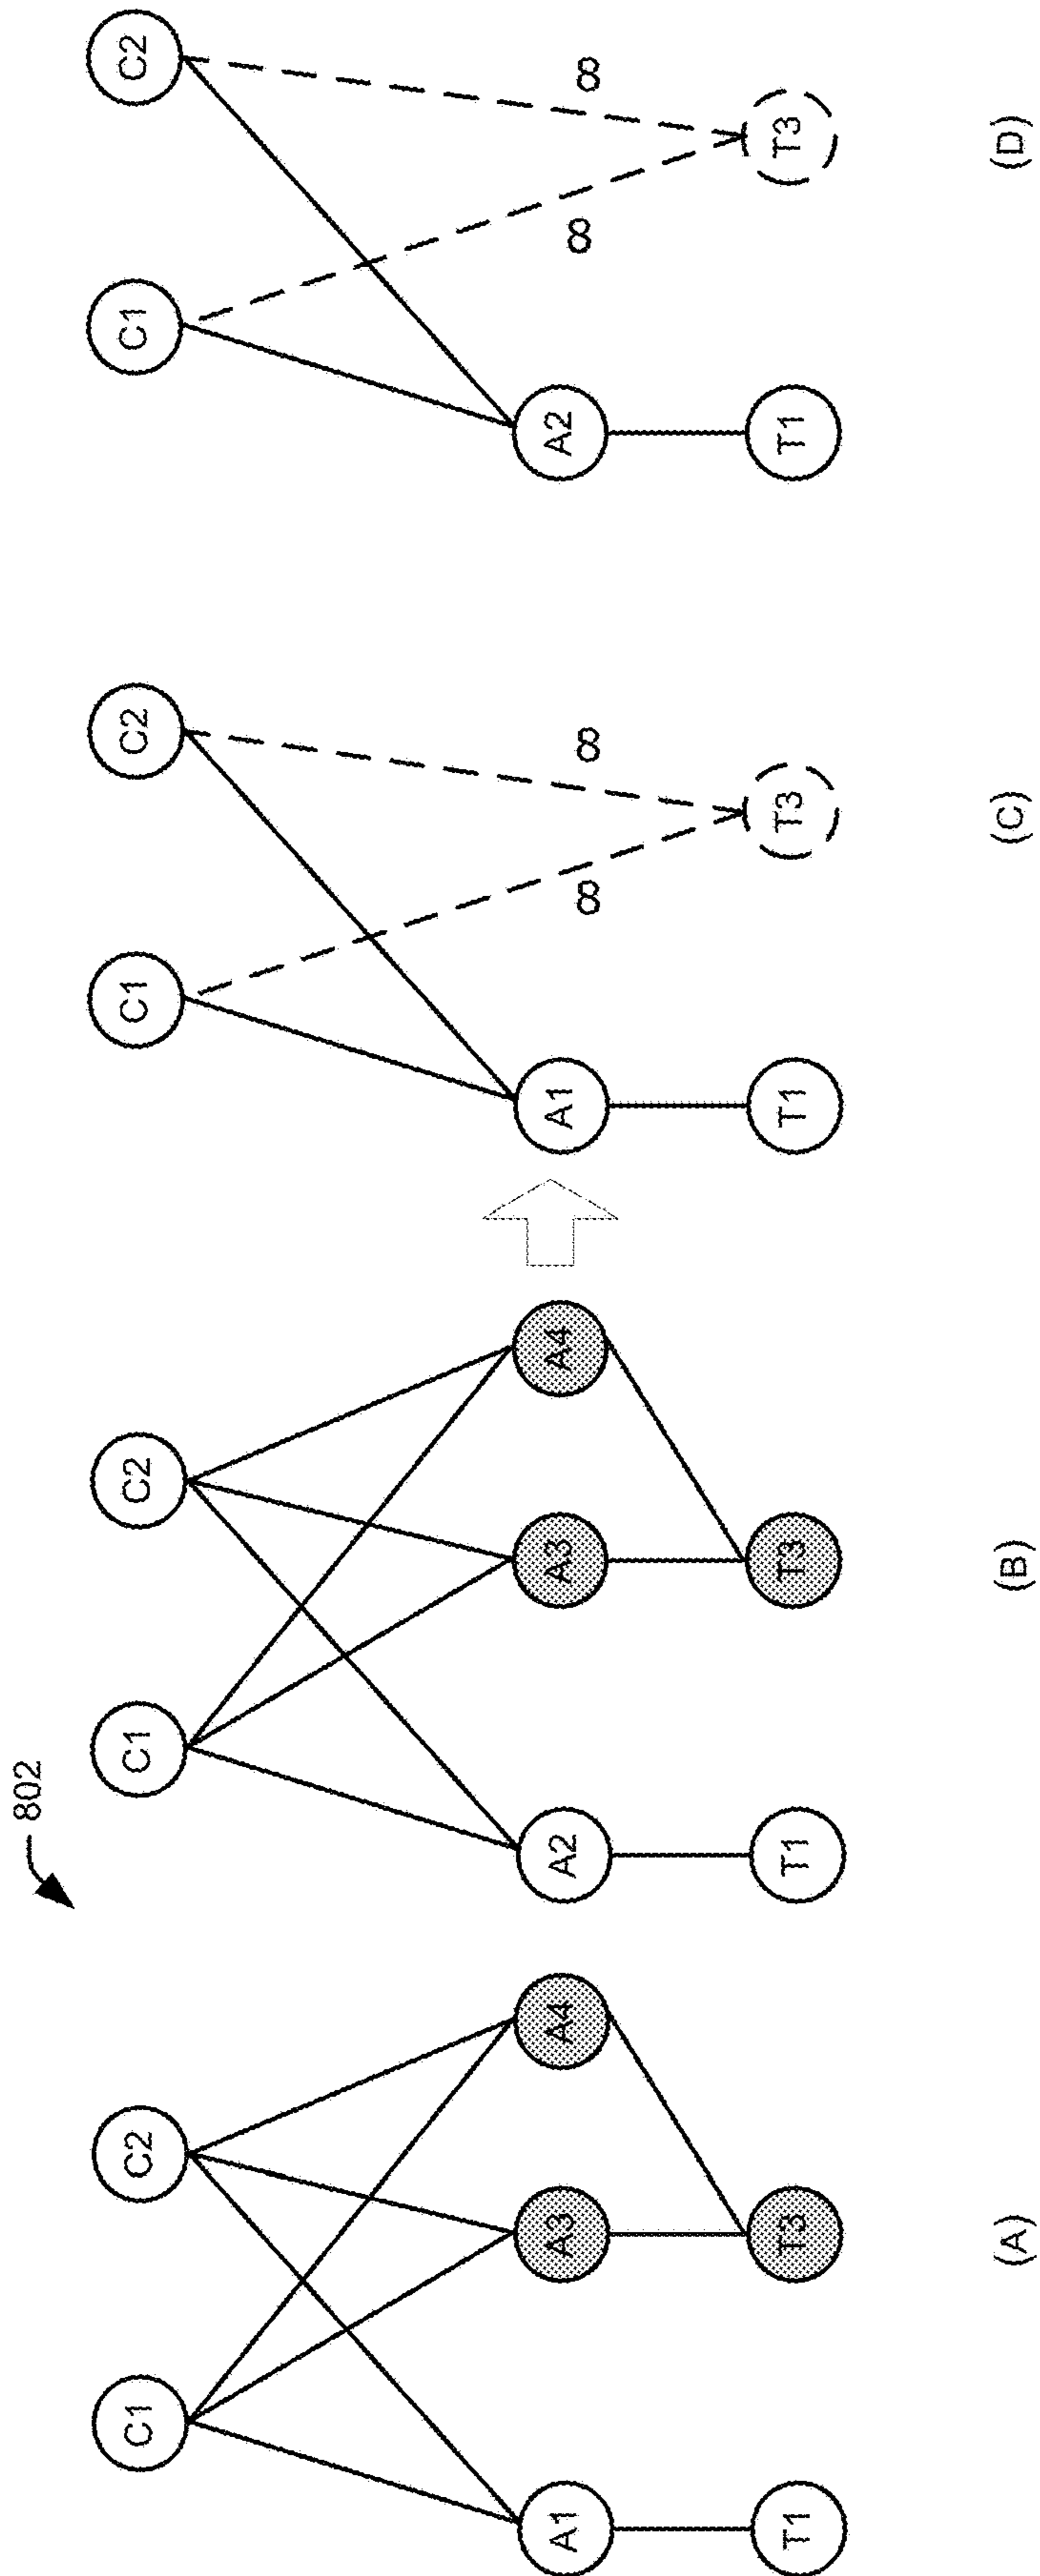 802
C1 C2
A1 A3 A4
T1 T3
(A)
C1 C2
A2 A3 A4
T1 T3
(B)
C1 C2
∞ ∞
A1
T1 T3
(C)
C1 C2
∞ ∞
A2
T1 T3
(D)